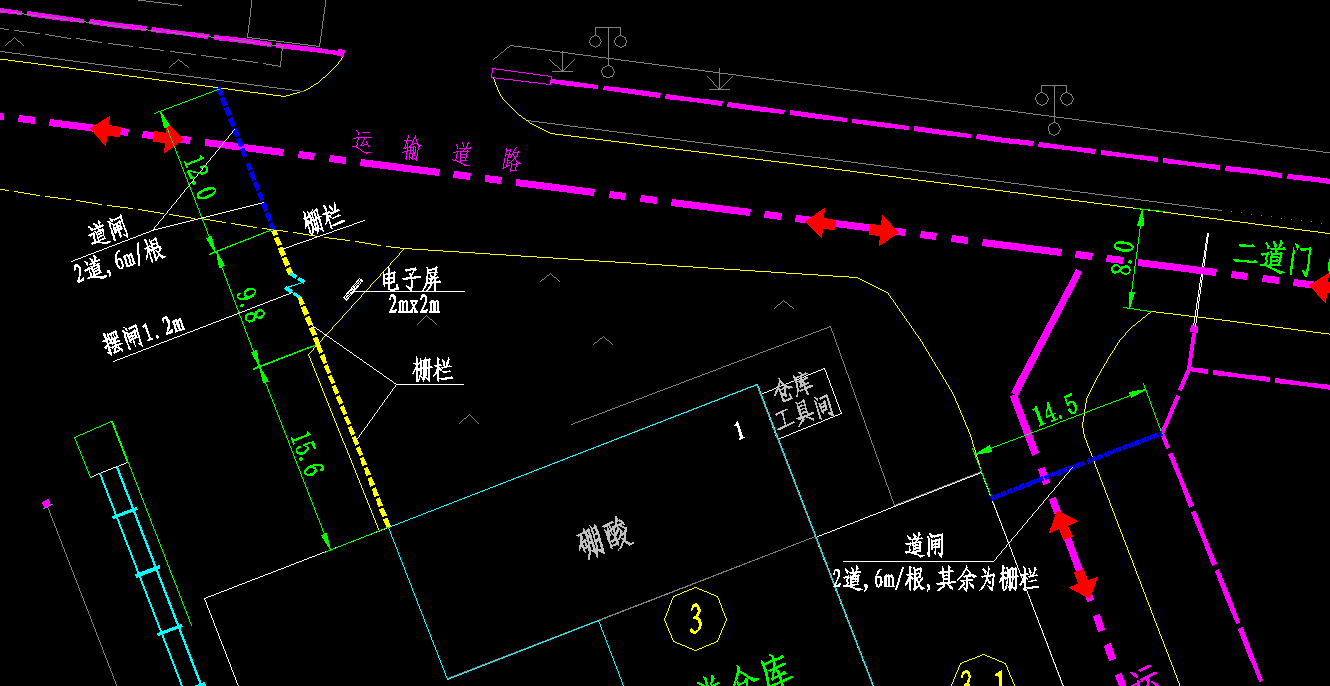 运输道路
12.0
道闸
2道,6m/根
栅栏
电子屏
2mx2m
9.8
摆闸1.2m
栅栏
15.6
8.0
二道门
仓库
工具间
14.5
1
硼酸
道闸
2道,6m/根,其余为栅栏
3
仓库
3.1
运